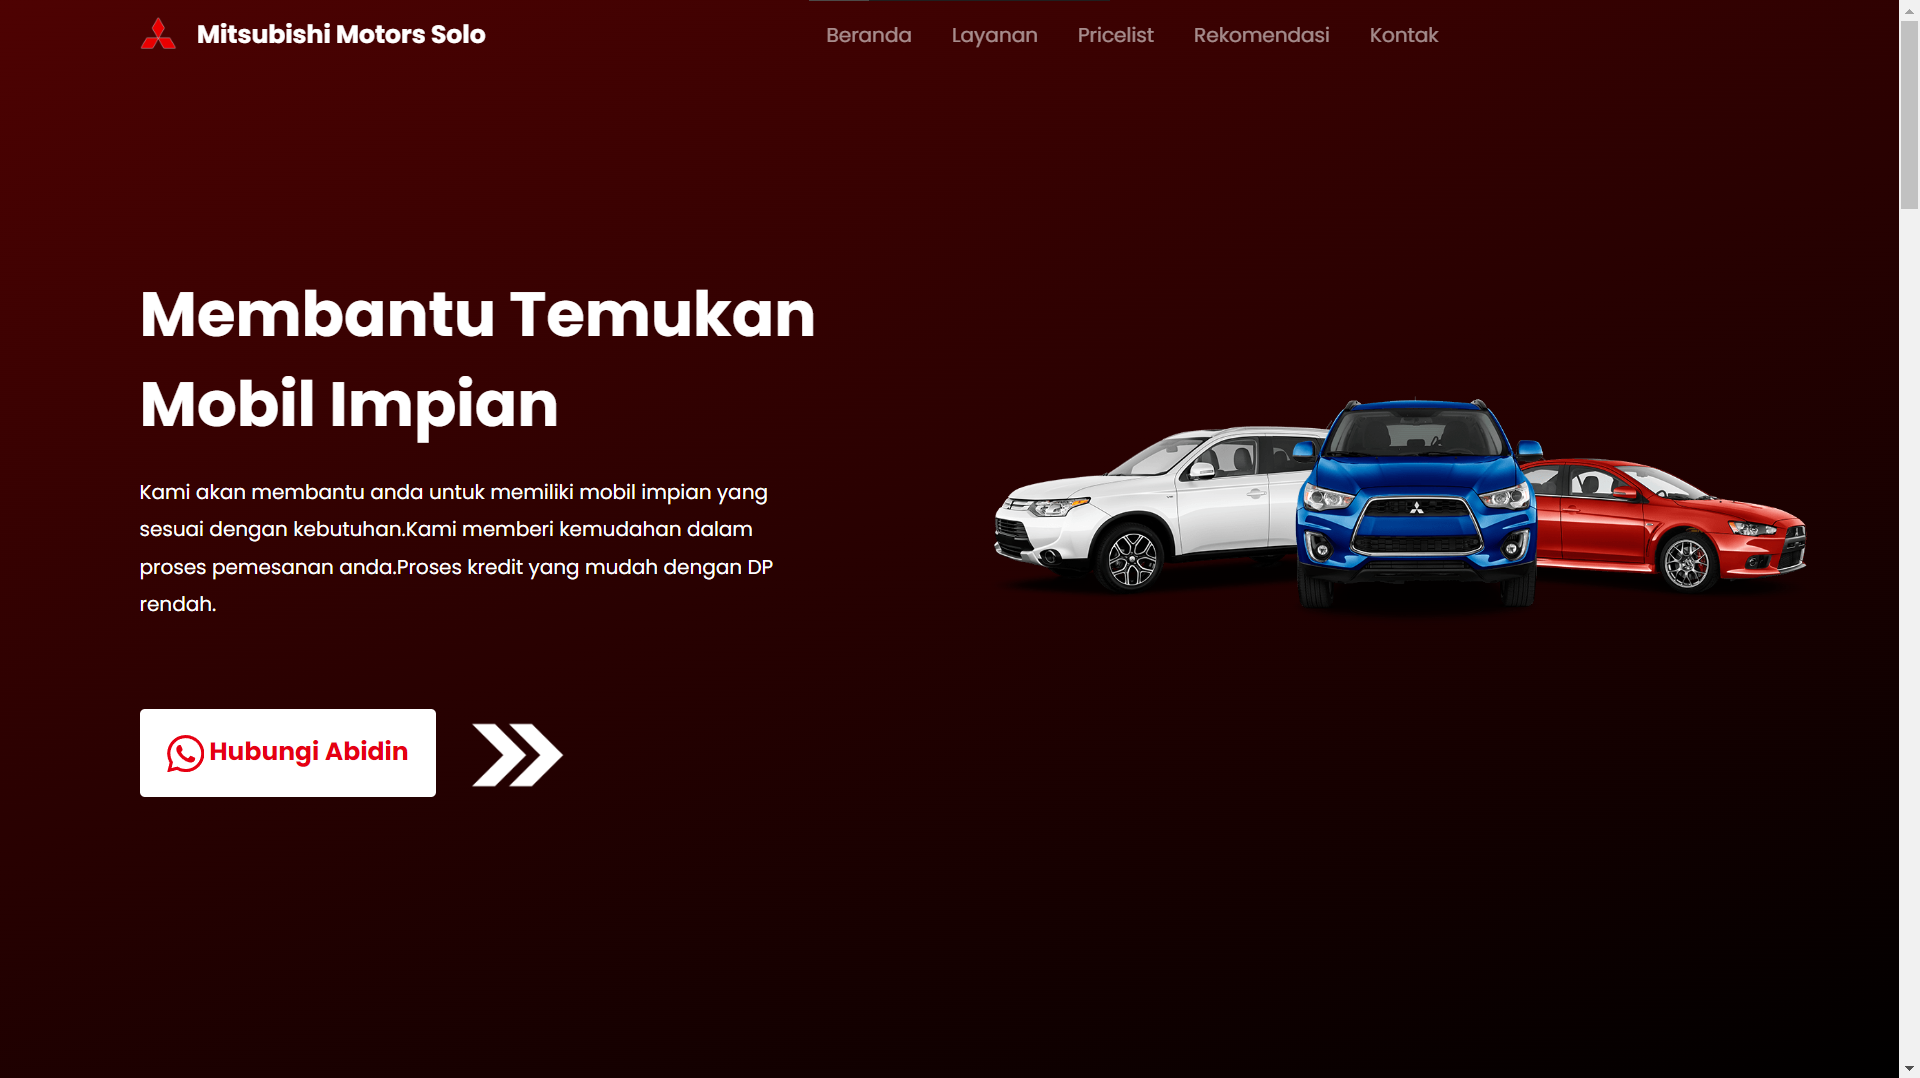 Mitsubishi Motors Solo
Beranda
Layanan
Pricelist
Rekomendasi
Kontak
Membantu Temukan
Mobil Impian
Kami akan membantu anda untuk memiliki mobil impian yang
sesuai dengan kebutuhan.Kami memberi kemudahan dalam
proses pemesanan anda.Proses kredit yang mudah dengan DP
rendah.
Hubungi Abidin